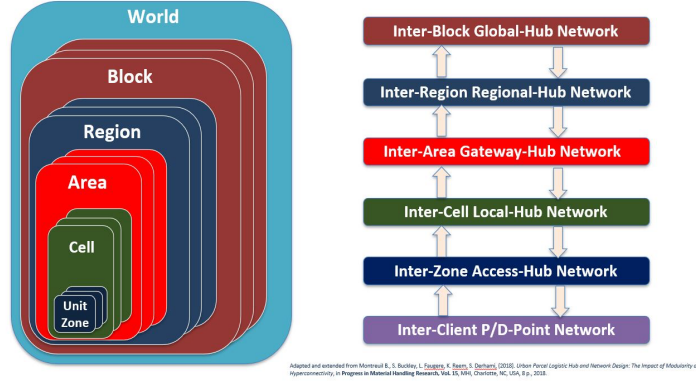 World
Block
Region
Area
Cell
Unit
Zone
Inter-Block Global-Hub Network
Inter-Region Regional-Hub Network
Inter-Area Gateway-Hub Network
Inter-Cell Local-Hub Network
Inter-Zone Access-Hub Network
Inter-Client P/D-Point Network
Adapted and extended from Montreuil B., S. Buckley, L. Faugere, K. Reem, S. Derhami, (2018). Urban Parcel Logistic Hub and Network Design: The Impact of Modularity a
Hyperconnectivity, in Progress in Material Handling Research, Vol. 15, MHI, Charlotte, NC, USA, 8 p., 2018.